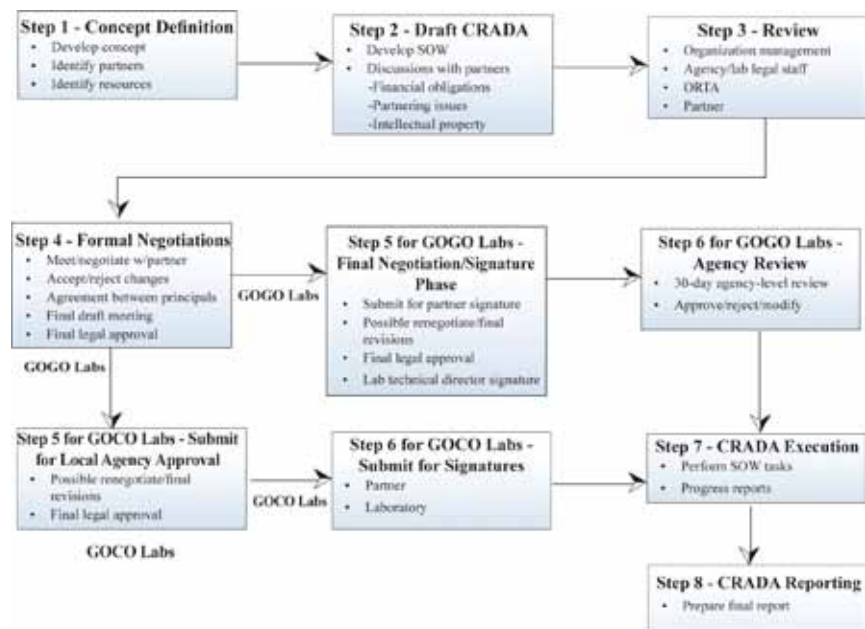 Step 1 - Concept Definition
• Develop concept
• Identify partners
• Identify resources
Step 2 - Draft CRADA
• Develop SOW
• Discussions with partners
-Financial obligations
-Partnering issues
-Intellectual property
Step 3 - Review
• Organization management
• Agency/lab legal staff
• ORTA
• Partner
Step 4 - Formal Negotiations
• Meet/negotiate w/partner
• Accept/reject changes
• Agreement between principals
• Final draft meeting
• Final legal approval
GOGO Labs
GOGO Labs
Step 5 for GOGO Labs -
Final Negotiation/Signature
Phase
• Submit for partner signature
• Possible renegotiate/final
revisions
• Final legal approval
• Lab technical director signature
Step 6 for GOGO Labs -
Agency Review
• 30-day agency-level review
• Approve/reject/modify
Step 5 for GOCO Labs - Submit
for Local Agency Approval
• Possible renegotiate/final
revisions
• Final legal approval
GOCO Labs
GOCO Labs
Step 6 for GOCO Labs -
Submit for Signatures
• Partner
• Laboratory
Step 7 - CRADA Execution
• Perform SOW tasks
• Progress reports
Step 8 - CRADA Reporting
• Prepare final report